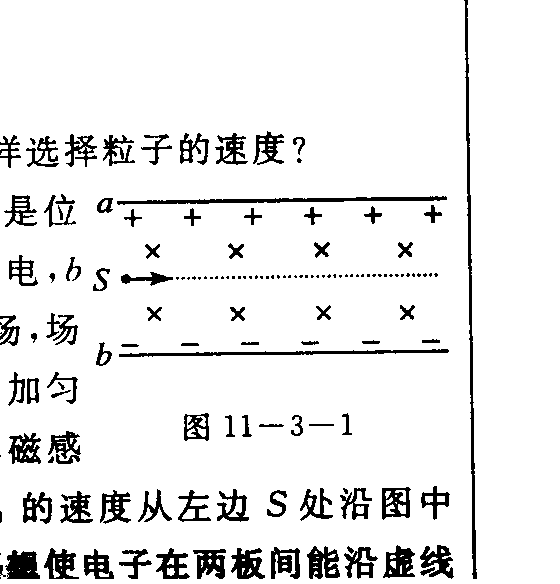 样选择粒子的速度？
是位
电，b
场，场
加匀
磁感
a
+ + + + + +
× × × ×
S
× × × ×
b － － － － － －
图 11－3－1
的速度从左边 S 处沿图中
使电子在两板间能沿虚线